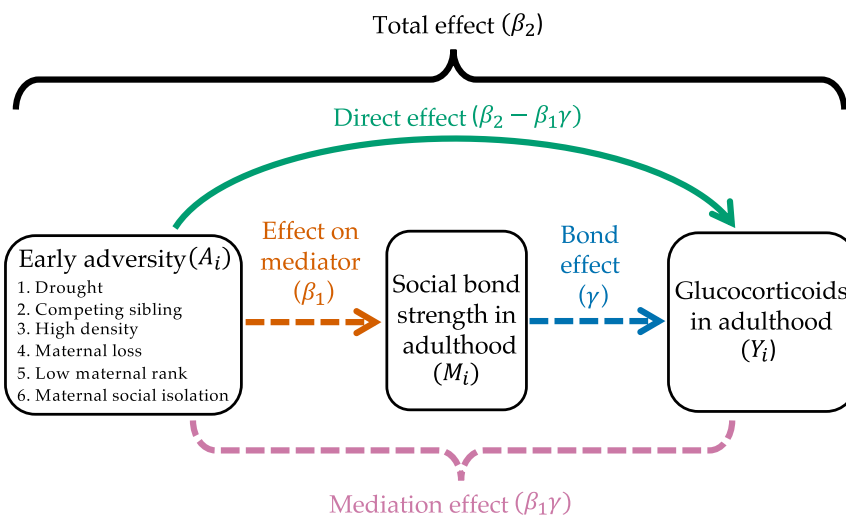 Total effect (β₂)
Direct effect (β₂ − β₁γ)
Early adversity (Aᵢ)
1. Drought
2. Competing sibling
3. High density
4. Maternal loss
5. Low maternal rank
6. Maternal social isolation
Effect on
mediator
(β₁)
Social bond
strength in
adulthood
(Mᵢ)
Bond
effect
(γ)
Glucocorticoids
in adulthood
(Yᵢ)
Mediation effect (β₁γ)